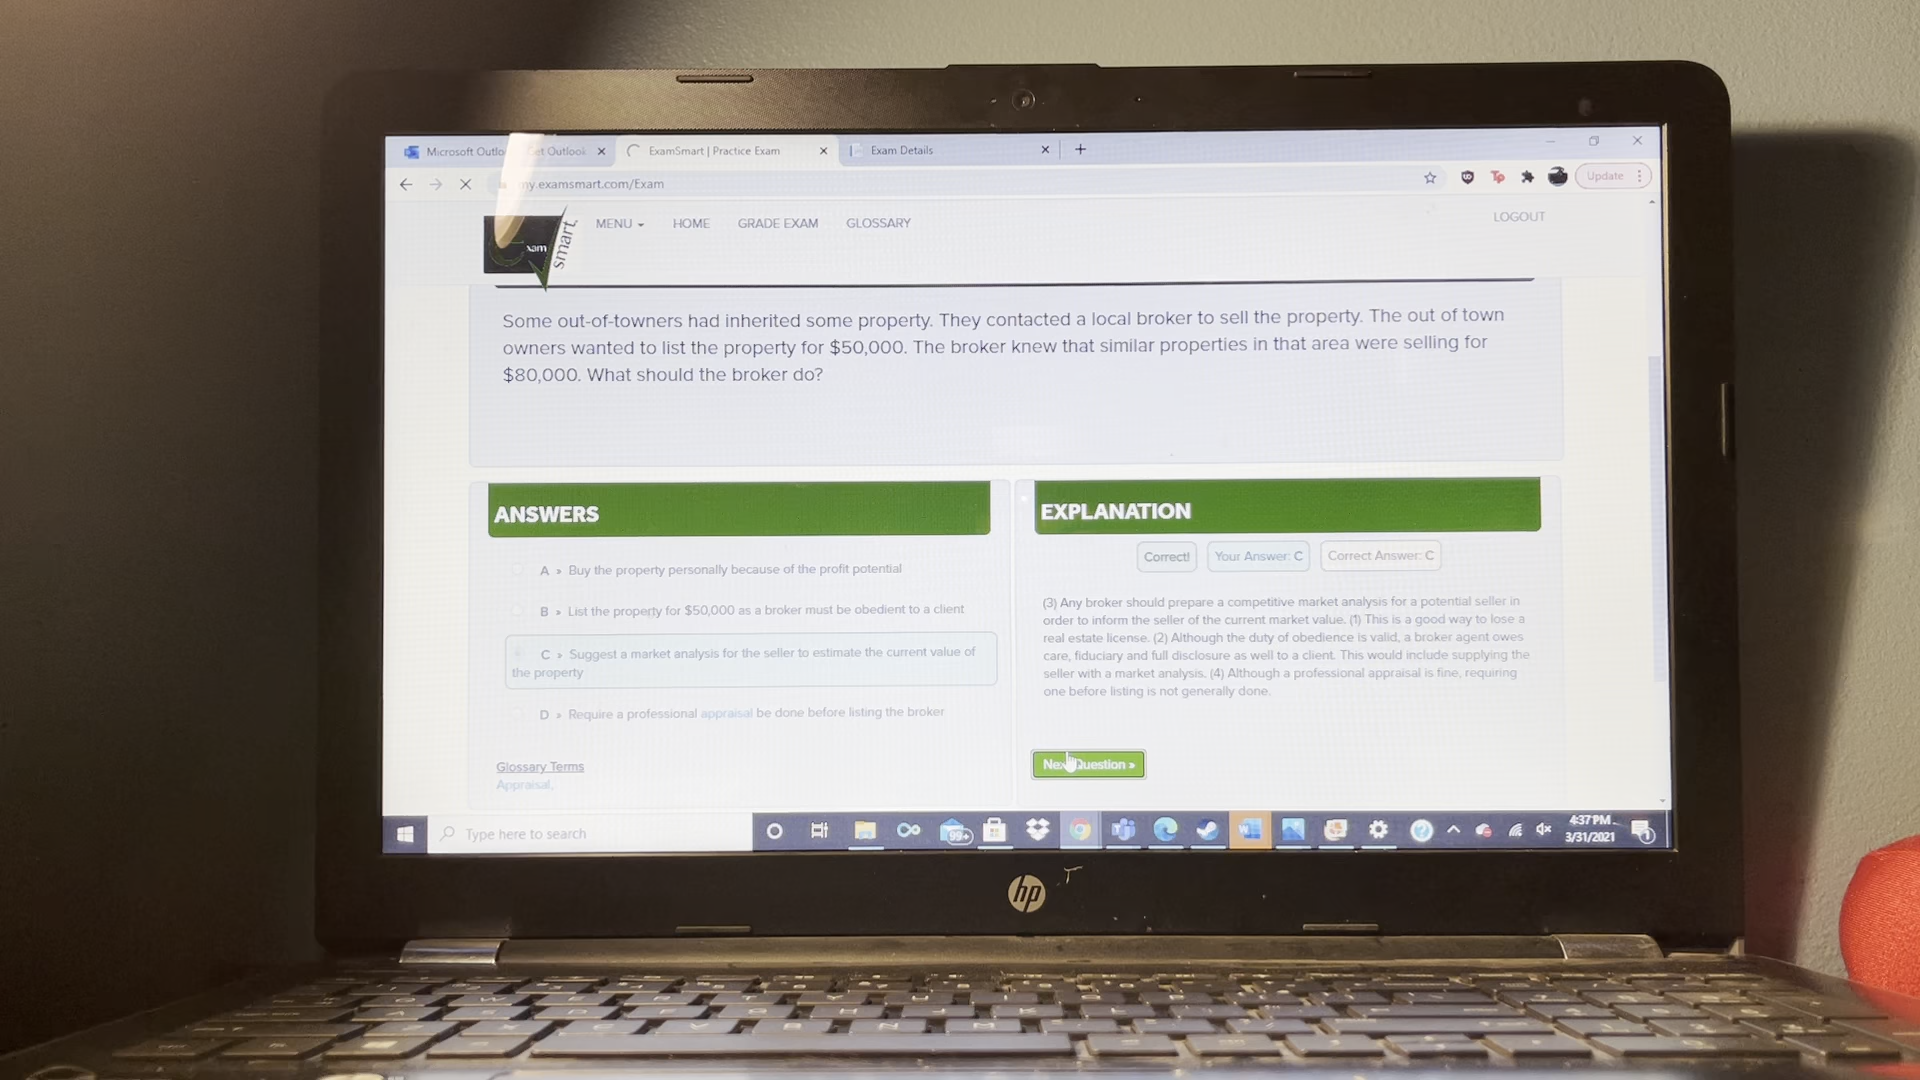 Microsoft Outlo
Get Outlook
ExamSmart | Practice Exam
Exam Details
my.examsmart.com/Exam
Update
xam
smart
MENU
HOME
GRADE EXAM
GLOSSARY
LOGOUT
Some out-of-towners had inherited some property. They contacted a local broker to sell the property. The out of town
owners wanted to list the property for $50,000. The broker knew that similar properties in that area were selling for
$80,000. What should the broker do?
ANSWERS
A » Buy the property personally because of the profit potential
B » List the property for $50,000 as a broker must be obedient to a client
C » Suggest a market analysis for the seller to estimate the current value of
the property
D » Require a professional appraisal be done before listing the broker
Glossary Terms
Appraisal,
EXPLANATION
Correct!
Your Answer: C
Correct Answer: C
(3) Any broker should prepare a competitive market analysis for a potential seller in
order to inform the seller of the current market value. (1) This is a good way to lose a
real estate license. (2) Although the duty of obedience is valid, a broker agent owes
care, fiduciary and full disclosure as well to a client. This would include supplying the
seller with a market analysis. (4) Although a professional appraisal is fine, requiring
one before listing is not generally done.
Next Question »
Type here to search
99+
4:37 PM
3/31/2021
1
hp